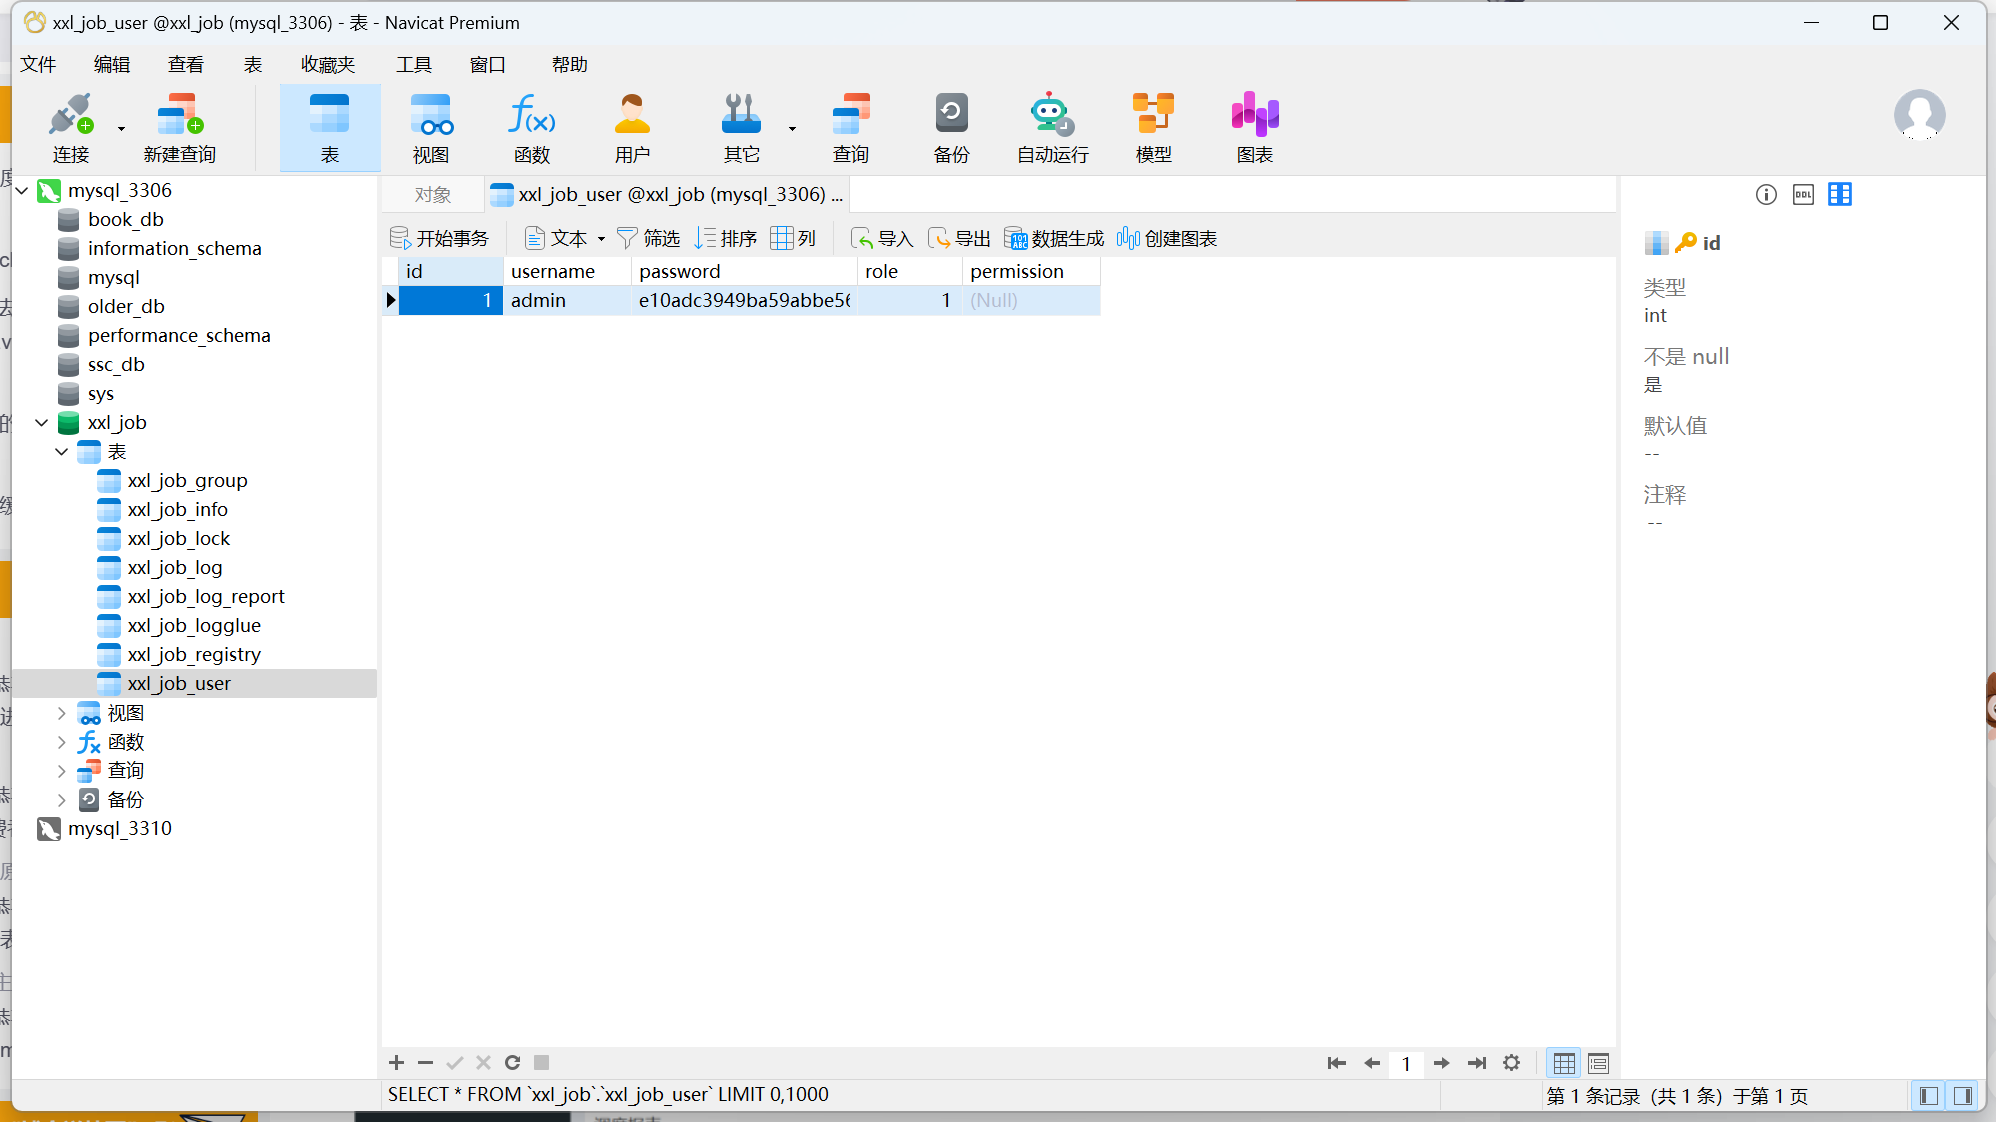 xxl_job_user @xxl_job (mysql_3306) - 表 - Navicat Premium
文件 编辑 查看 表 收藏夹 工具 窗口 帮助
连接 新建查询 表 视图 函数 用户 其它 查询 备份 自动运行 模型 图表
mysql_3306
book_db
information_schema
mysql
older_db
performance_schema
ssc_db
sys
xxl_job
表
xxl_job_group
xxl_job_info
xxl_job_lock
xxl_job_log
xxl_job_log_report
xxl_job_logglue
xxl_job_registry
xxl_job_user
视图
函数
查询
备份
mysql_3310
对象 xxl_job_user @xxl_job (mysql_3306) ...
开始事务 文本 筛选 排序 列 导入 导出 数据生成 创建图表
id username password role permission
1 admin e10adc3949ba59abbe56 1 (Null)
id
类型
int
不是 null
是
默认值
--
注释
--
1
SELECT * FROM `xxl_job`.`xxl_job_user` LIMIT 0,1000
第 1 条记录 (共 1 条) 于第 1 页